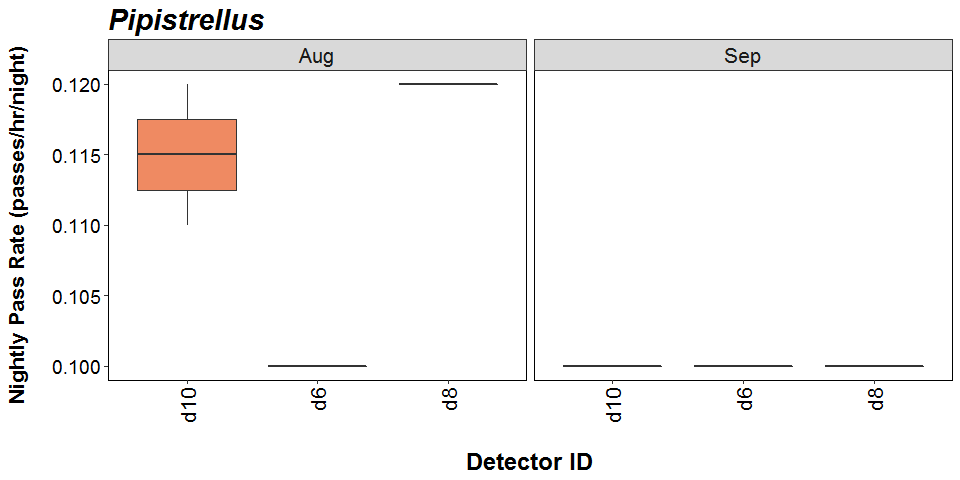 Pipistrellus
Aug
Sep
Nightly Pass Rate (passes/hr/night)
0.120
0.115
0.110
0.105
0.100
d10
d6
d8
d10
d6
d8
Detector ID